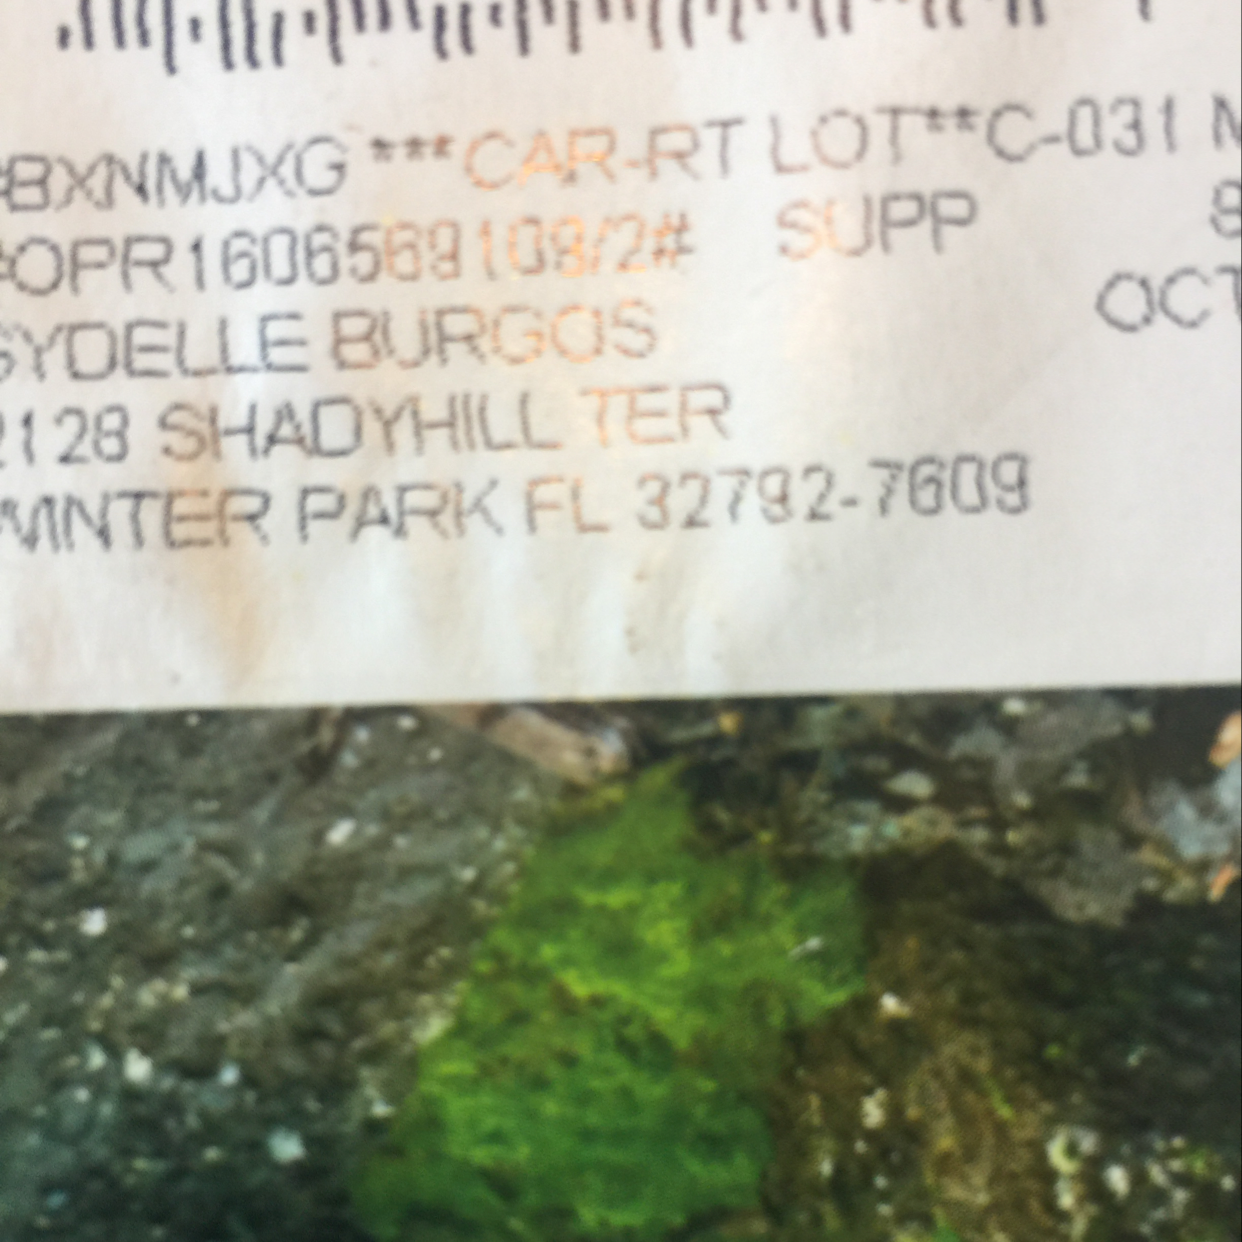 #BXNMJXG ***CAR-RT LOT**C-031
#OPR1606569109/2# SUPP 8
SYDELLE BURGOS OCT
2128 SHADYHILL TER
WINTER PARK FL 32792-7609